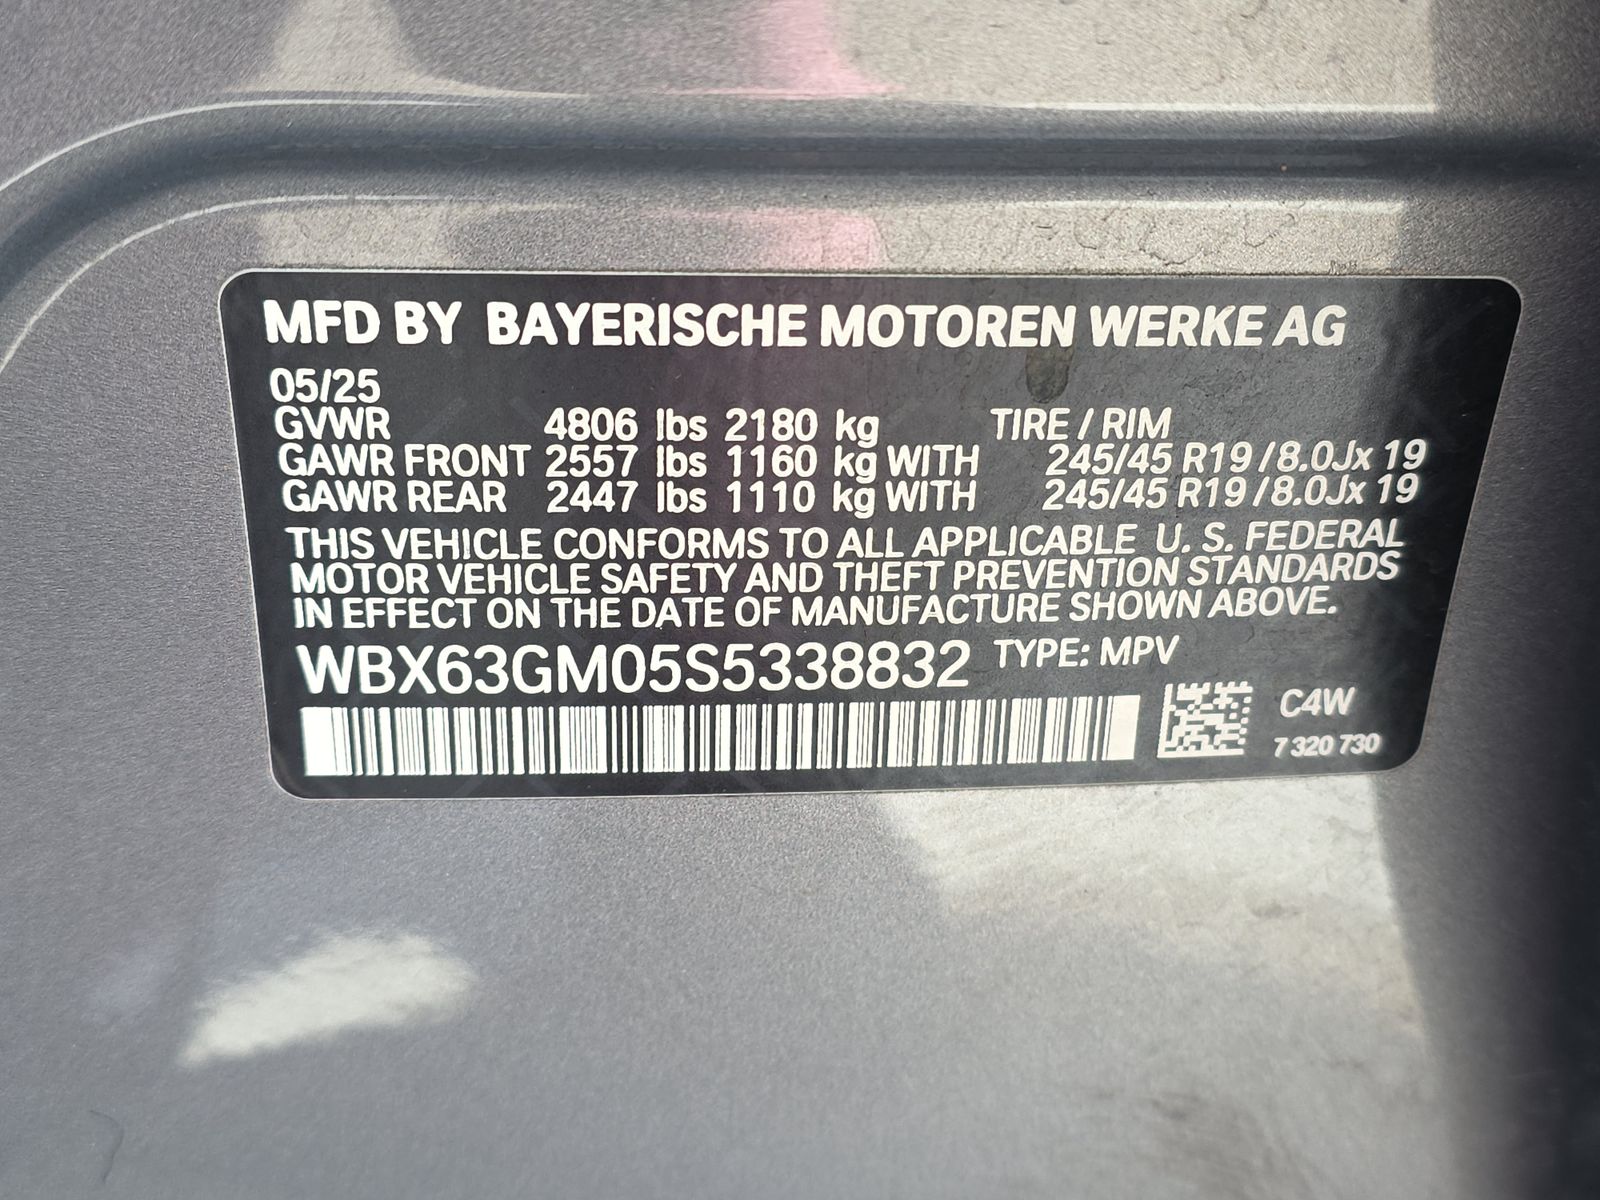 MFD BY BAYERISCHE MOTOREN WERKE AG
05/25
GVWR 4806 lbs 2180 kg TIRE / RIM
GAWR FRONT 2557 lbs 1160 kg WITH 245/45 R19 /8.0Jx 19
GAWR REAR 2447 lbs 1110 kg WITH 245/45 R19 /8.0Jx 19
THIS VEHICLE CONFORMS TO ALL APPLICABLE U. S. FEDERAL
MOTOR VEHICLE SAFETY AND THEFT PREVENTION STANDARDS
IN EFFECT ON THE DATE OF MANUFACTURE SHOWN ABOVE.
WBX63GM05S5338832 TYPE: MPV
C4W
7 320 730